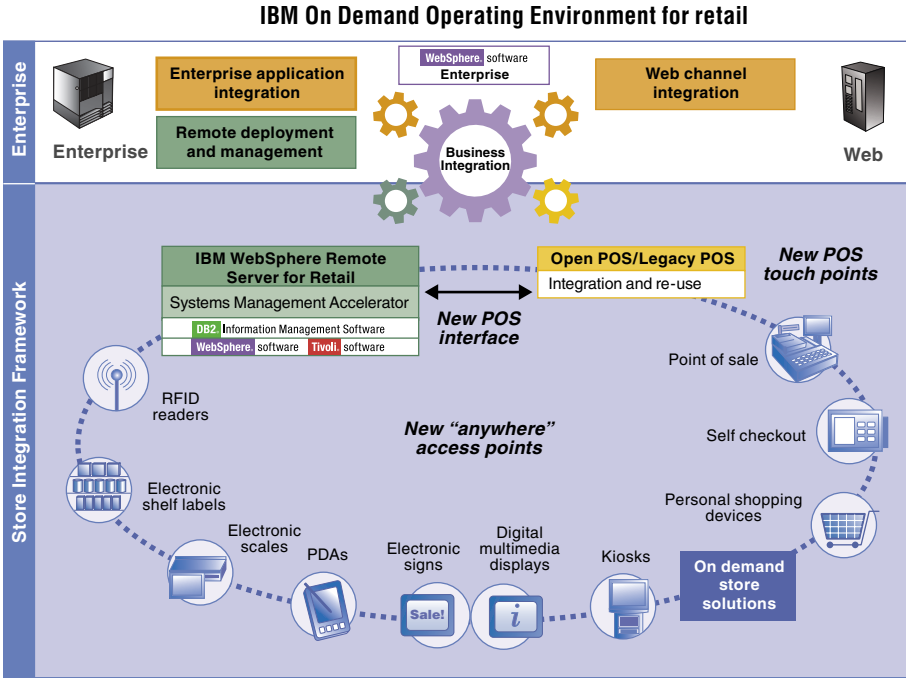 IBM On Demand Operating Environment for retail
Enterprise
Enterprise
Enterprise application
integration
Remote deployment
and management
WebSphere. software
Enterprise
Business
Integration
Web channel
integration
Web
Store Integration Framework
IBM WebSphere Remote
Server for Retail
Systems Management Accelerator
DB2. Information Management Software
WebSphere. software Tivoli. software
New POS
interface
Open POS/Legacy POS
Integration and re-use
New POS
touch points
Point of sale
Self checkout
Personal shopping
devices
On demand
store
solutions
Kiosks
Digital
multimedia
displays
i
Electronic
signs
Sale!
PDAs
Electronic
scales
Electronic
shelf labels
RFID
readers
New “anywhere”
access points